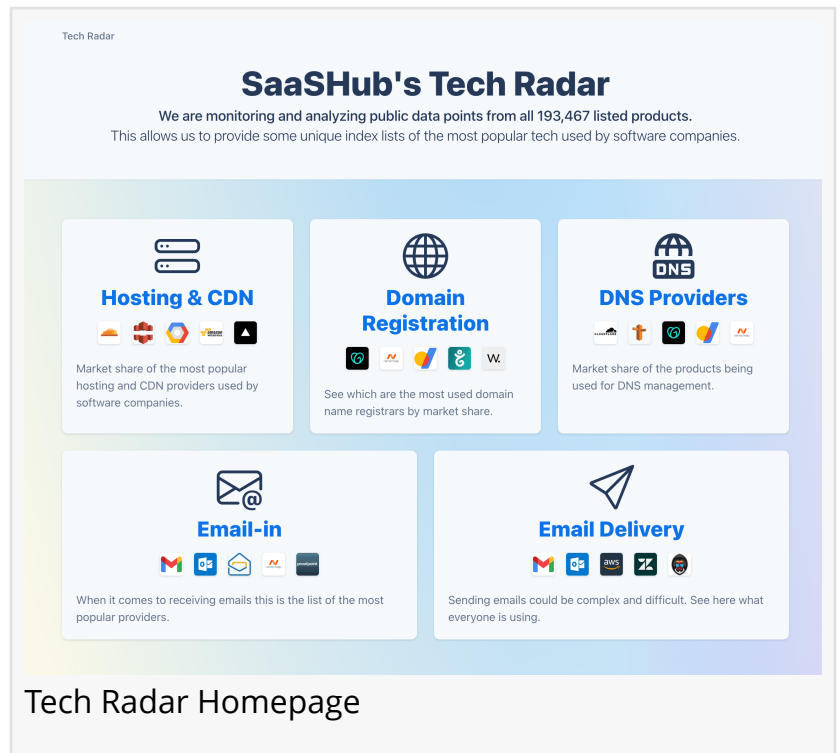 Tech Radar
SaaSHub's Tech Radar
We are monitoring and analyzing public data points from all 193,467 listed products.
This allows us to provide some unique index lists of the most popular tech used by software companies.
Hosting & CDN
Market share of the most popular
hosting and CDN providers used by
software companies.
Domain
Registration
W.
See which are the most used domain
name registrars by market share.
DNS
DNS Providers
CLOUDFLARE
Market share of the products being
used for DNS management.
Email-in
proofpoint
When it comes to receiving emails this is the list of the most
popular providers.
Email Delivery
aws
Sending emails could be complex and difficult. See here what
everyone is using.
Tech Radar Homepage